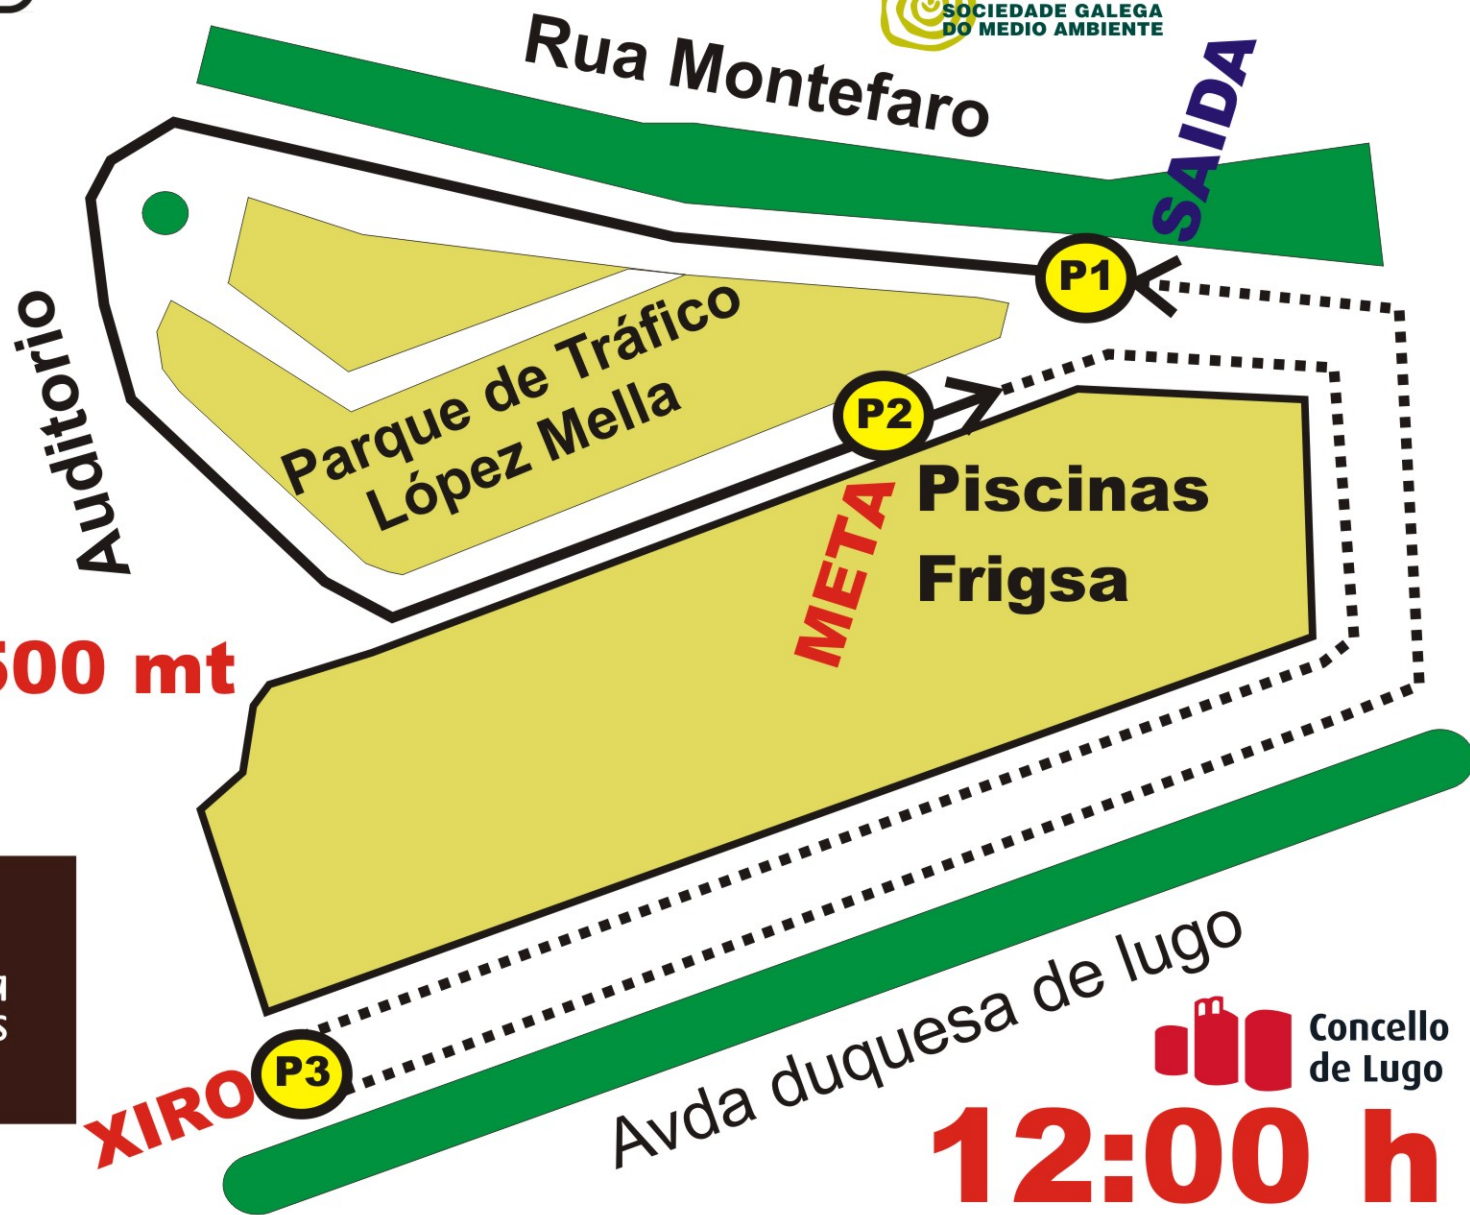 SOCIEDADE GALEGA
DO MEDIO AMBIENTE
Rua Montefaro
SAIDA
P1
Auditorio
Parque de Tráfico
López Mella
P2
META
Piscinas
Frigsa
500 mt
P3
XIRO
Avda duquesa de lugo
Concello
de Lugo
12:00 h